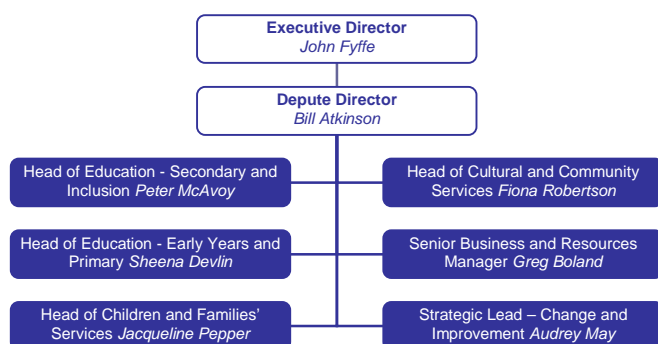 Executive Director
John Fyffe
Depute Director
Bill Atkinson
Head of Education - Secondary and
Inclusion Peter McAvoy
Head of Cultural and Community
Services Fiona Robertson
Head of Education - Early Years and
Primary Sheena Devlin
Senior Business and Resources
Manager Greg Boland
Head of Children and Families'
Services Jacqueline Pepper
Strategic Lead – Change and
Improvement Audrey May